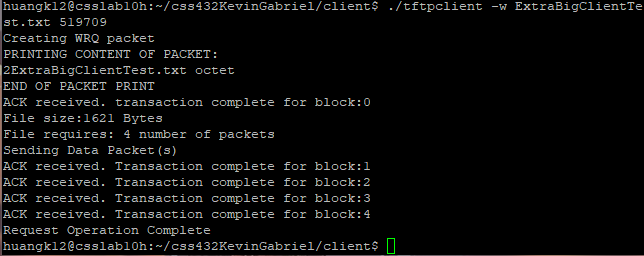 huangk12@csslab10h:~/css432KevinGabriel/client$ ./tftpclient -w ExtraBigClientTe
st.txt 519709
Creating WRQ packet
PRINTING CONTENT OF PACKET:
2ExtraBigClientTest.txt octet
END OF PACKET PRINT
ACK received. transaction complete for block:0
File size:1621 Bytes
File requires: 4 number of packets
Sending Data Packet(s)
ACK received. Transaction complete for block:1
ACK received. Transaction complete for block:2
ACK received. Transaction complete for block:3
ACK received. Transaction complete for block:4
Request Operation Complete
huangk12@csslab10h:~/css432KevinGabriel/client$